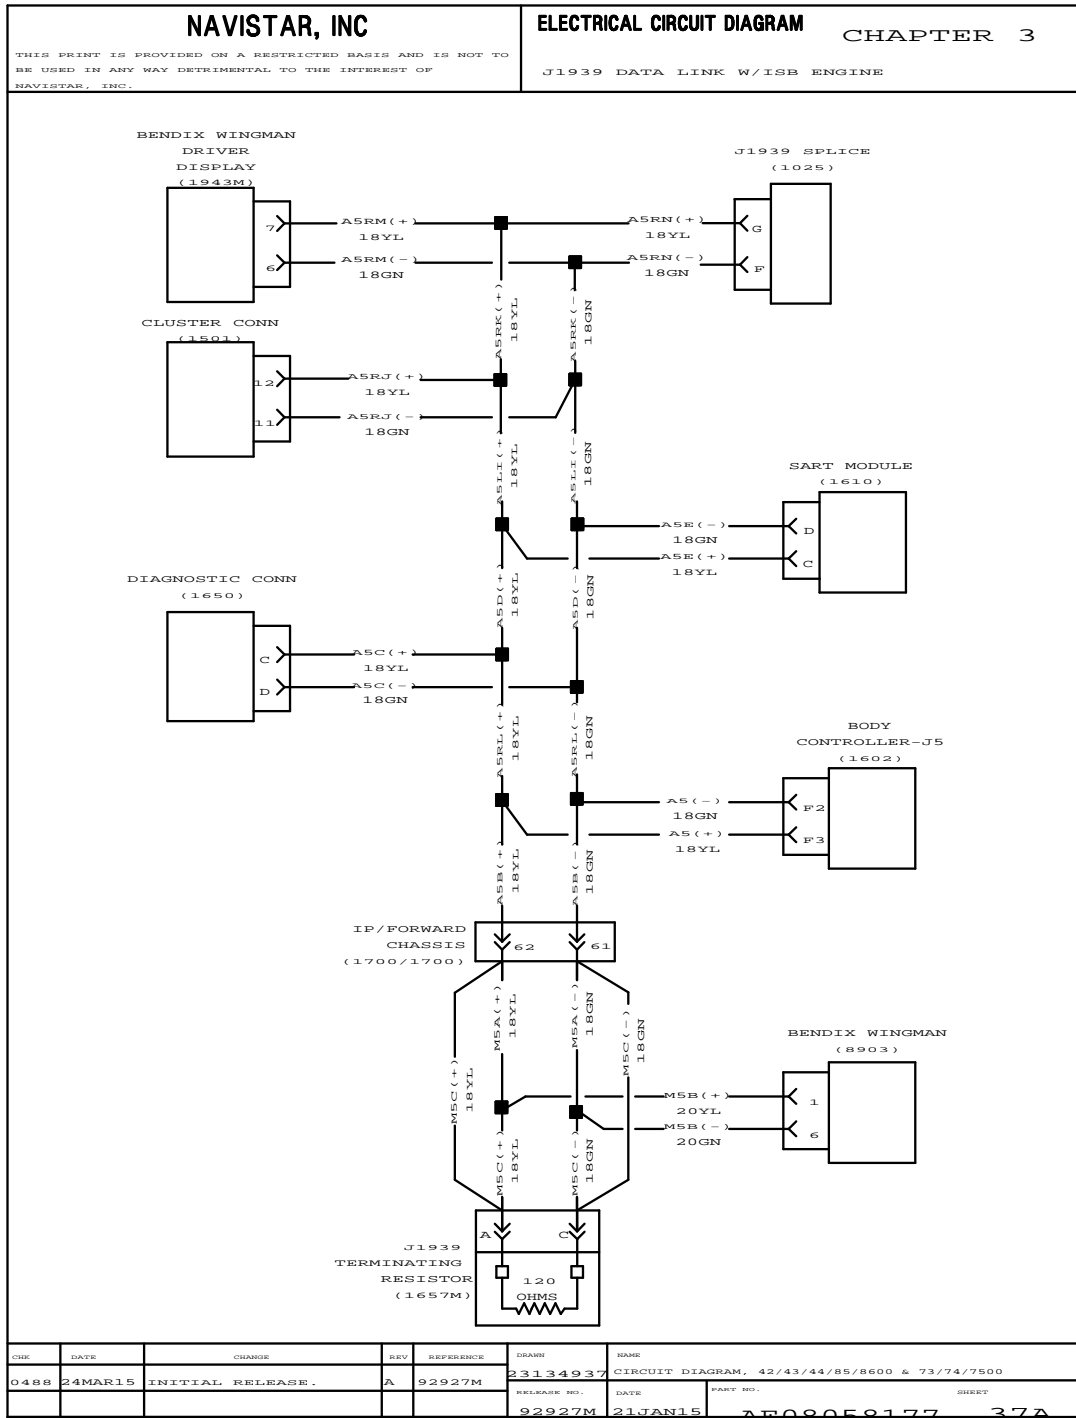 NAVISTAR, INC
THIS PRINT IS PROVIDED ON A RESTRICTED BASIS AND IS NOT TO
BE USED IN ANY WAY DETRIMENTAL TO THE INTEREST OF
NAVISTAR, INC.
ELECTRICAL CIRCUIT DIAGRAM
CHAPTER 3
J1939 DATA LINK W/ISB ENGINE
BENDIX WINGMAN
DRIVER
DISPLAY
(1943M)
7
6
A5RM(+)
18YL
A5RM(-)
18GN
J1939 SPLICE
(1025)
A5RN(+)
18YL
A5RN(-)
18GN
G
F
A5RK(+)
18YL
A5RK(-)
18GN
CLUSTER CONN
(1501)
12
11
A5RJ(+)
18YL
A5RJ(-)
18GN
A5LI(+)
18YL
A5LI(-)
18GN
SART MODULE
(1610)
A5E(-)
18GN
A5E(+)
18YL
D
C
A5D(+)
18YL
A5D(-)
18GN
DIAGNOSTIC CONN
(1650)
C
D
A5C(+)
18YL
A5C(-)
18GN
A5RL(+)
18YL
A5RL(-)
18GN
BODY
CONTROLLER-J5
(1602)
A5(-)
18GN
A5(+)
18YL
F2
F3
A5B(+)
18YL
A5B(-)
18GN
IP/FORWARD
CHASSIS
(1700/1700)
62
61
M5A(+)
18YL
M5A(-)
18GN
M5C(-)
18GN
M5C(+)
18YL
BENDIX WINGMAN
(8903)
M5B(+)
20YL
M5B(-)
20GN
1
6
M5C(+)
18YL
M5C(-)
18GN
A
C
J1939
TERMINATING
RESISTOR
(1657M)
120
OHMS
CHK DATE CHANGE REV REFERENCE
0488 24MAR15 INITIAL RELEASE. A 92927M
DRAWN
23134937
NAME
CIRCUIT DIAGRAM, 42/43/44/85/8600 & 73/74/7500
RELEASE NO. DATE PART NO. SHEET
92927M 21JAN15 AF08058177 37A